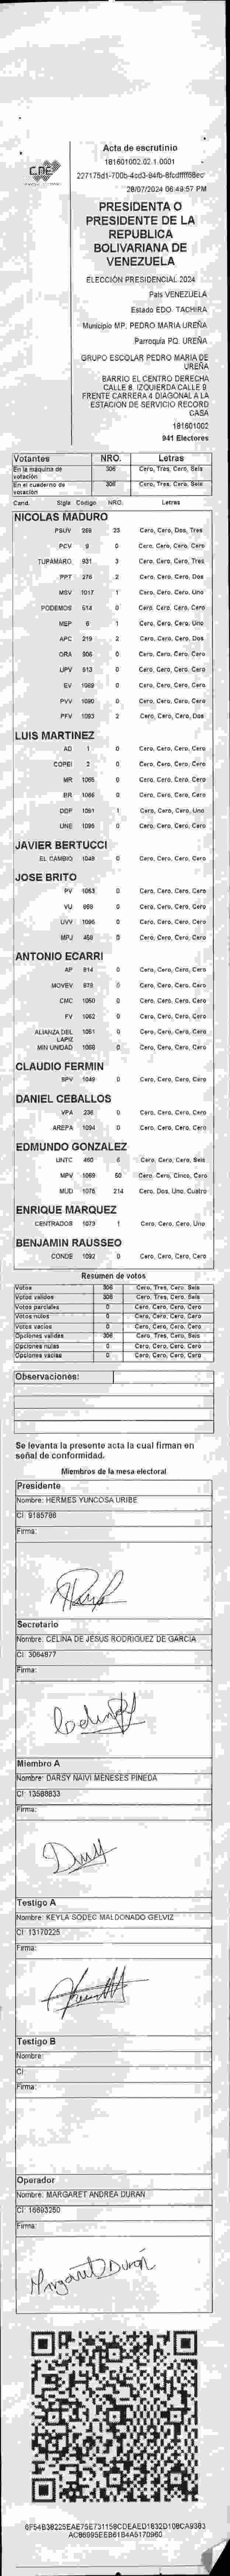 Acta de escrutinio
181601002.02.1.0001
CNE
28/07/2024 06:49:57 PM
PRESIDENTA O
PRESIDENTE DE LA
REPUBLICA
BOLIVARIANA DE
VENEZUELA
ELECCIÓN PRESIDENCIAL 2024
País VENEZUELA
Estado EDO. TACHIRA
Municipio MP. PEDRO MARIA UREÑA
Parroquia PQ. UREÑA
GRUPO ESCOLAR PEDRO MARIA DE
UREÑA
BARRIO EL CENTRO DERECHA
CALLE 8. IZQUIERDA CALLE 9.
FRENTE CARRERA 4 DIAGONAL A LA
ESTACION DE SERVICIO RECORD
CASA
181601002
941 Electores
Votantes NRO. Letras
En la máquina de votación 306 Cero, Tres, Cero, Seis
En el cuaderno de votación 306 Cero, Tres, Cero, Seis
Cand. Sigla Código NRO. Letras
NICOLAS MADURO
PSUV 266 23 Cero, Cero, Dos, Tres
PCV 9 0 Cero, Cero, Cero, Cero
TUPAMARO 931 3 Cero, Cero, Cero, Tres
PPT 276 2 Cero, Cero, Cero, Dos
MSV 1017 1 Cero, Cero, Cero, Uno
PODEMOS 614 0 Cero, Cero, Cero, Cero
MEP 6 1 Cero, Cero, Cero, Uno
APC 219 2 Cero, Cero, Cero, Dos
ORA 906 0 Cero, Cero, Cero, Cero
UPV 613 0 Cero, Cero, Cero, Cero
EV 1089 0 Cero, Cero, Cero, Cero
PVV 1090 0 Cero, Cero, Cero, Cero
PFV 1093 2 Cero, Cero, Cero, Dos
LUIS MARTINEZ
AD 1 0 Cero, Cero, Cero, Cero
COPEI 2 0 Cero, Cero, Cero, Cero
MR 1065 0 Cero, Cero, Cero, Cero
BR 1066 0 Cero, Cero, Cero, Cero
DDP 1091 1 Cero, Cero, Cero, Uno
UNE 1095 0 Cero, Cero, Cero, Cero
JAVIER BERTUCCI
EL CAMBIO 1048 0 Cero, Cero, Cero, Cero
JOSE BRITO
PV 1053 0 Cero, Cero, Cero, Cero
VU 969 0 Cero, Cero, Cero, Cero
UVV 1096 0 Cero, Cero, Cero, Cero
MPJ 458 0 Cero, Cero, Cero, Cero
ANTONIO ECARRI
AP 814 0 Cero, Cero, Cero, Cero
MOVEV 879 0 Cero, Cero, Cero, Cero
CMC 1050 0 Cero, Cero, Cero, Cero
FV 1062 0 Cero, Cero, Cero, Cero
ALIANZA DEL LAPIZ 1051 0 Cero, Cero, Cero, Cero
MIN UNIDAD 1068 0 Cero, Cero, Cero, Cero
CLAUDIO FERMIN
SPV 1049 0 Cero, Cero, Cero, Cero
DANIEL CEBALLOS
VPA 236 0 Cero, Cero, Cero, Cero
AREPA 1094 0 Cero, Cero, Cero, Cero
EDMUNDO GONZALEZ
UNTC 460 6 Cero, Cero, Cero, Seis
MPV 1069 50 Cero, Cero, Cinco, Cero
MUD 1075 214 Cero, Dos, Uno, Cuatro
ENRIQUE MARQUEZ
CENTRADOS 1073 1 Cero, Cero, Cero, Uno
BENJAMIN RAUSSEO
CONDE 1092 0 Cero, Cero, Cero, Cero
Resumen de votos
Votos 306 Cero, Tres, Cero, Seis
Votos validos 306 Cero, Tres, Cero, Seis
Votos parciales 0 Cero, Cero, Cero, Cero
Votos nulos 0 Cero, Cero, Cero, Cero
Votos vacios 0 Cero, Cero, Cero, Cero
Opciones validas 306 Cero, Tres, Cero, Seis
Opciones nulas 0 Cero, Cero, Cero, Cero
Opciones vacias 0 Cero, Cero, Cero, Cero
Observaciones:
Se levanta la presente acta la cual firman en
señal de conformidad.
Miembros de la mesa electoral
Presidente
Nombre: HERMES YUNCOSA URIBE
CI: 9185798
Firma:
Secretario
Nombre: CELINA DE JESUS RODRIGUEZ DE GARCIA
CI: 3064877
Firma:
Miembro A
Nombre: DARSY NAIVI MENESES PINEDA
CI: 13588833
Firma:
Testigo A
Nombre: KEYLA SODEC MALDONADO GELVIZ
CI: 13170225
Firma:
Testigo B
Nombre:
CI:
Firma:
Operador
Nombre: MARGARET ANDREA DURAN
CI: 16693250
Firma:
Margaret Durán